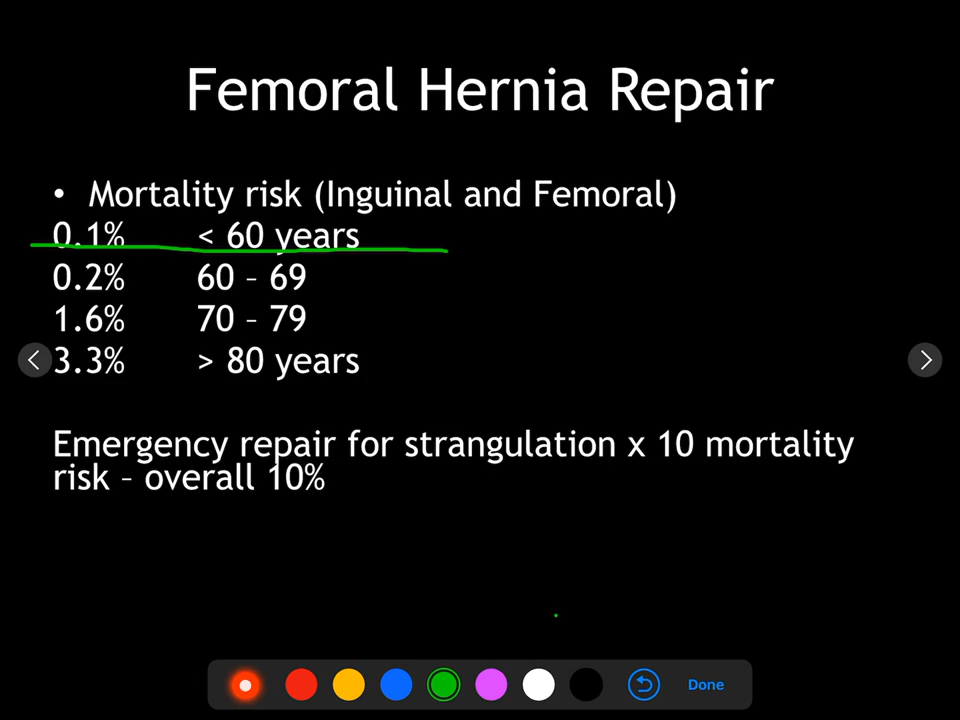 Femoral Hernia Repair
• Mortality risk (Inguinal and Femoral)
0.1% < 60 years
0.2% 60 – 69
1.6% 70 – 79
3.3% > 80 years
Emergency repair for strangulation x 10 mortality
risk – overall 10%
Done